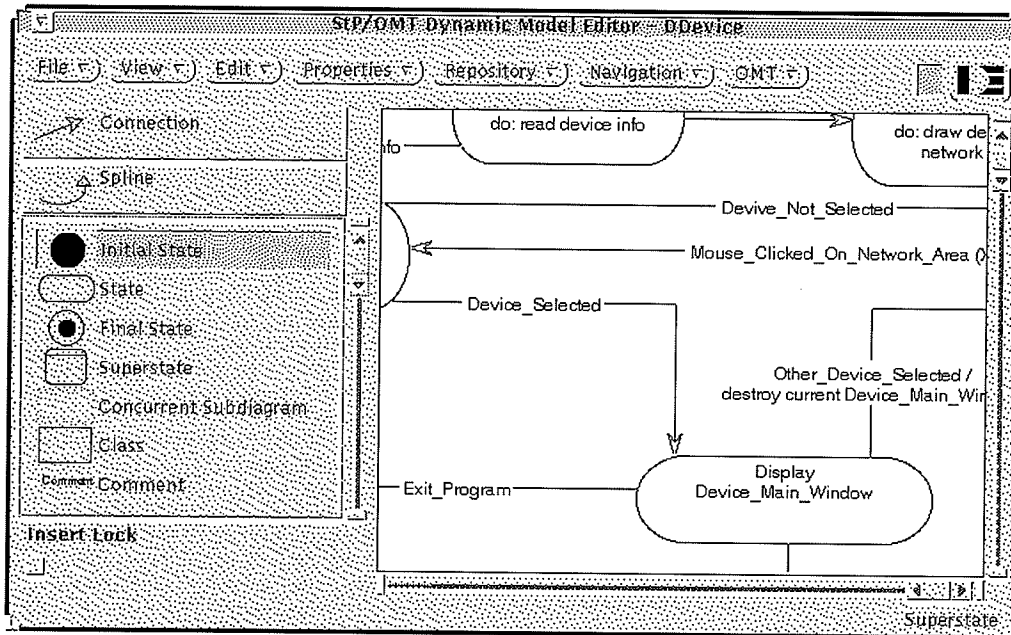 StP/OMT Dynamic Model Editor - DDevice
File View Edit Properties Repository Navigation OMT
Connection
Spline
Initial State
State
Final State
Superstate
Concurrent Subdiagram
Class
Comment Comment
Insert Lock
do: read device info
nfo
do: draw de
network
Devive_Not_Selected
Mouse_Clicked_On_Network_Area ()
Device_Selected
Other_Device_Selected /
destroy current Device_Main_Win
Display
Device_Main_Window
Exit_Program
Superstate